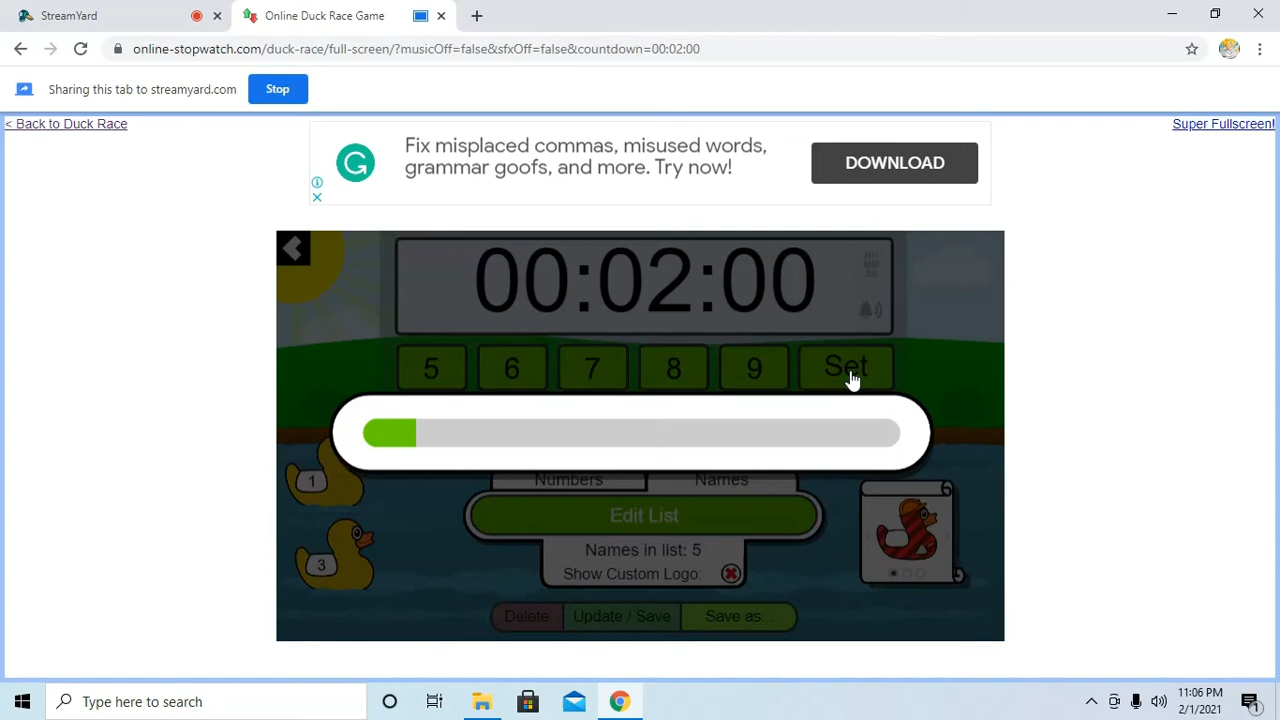 StreamYard
Online Duck Race Game
online-stopwatch.com/duck-race/full-screen/?musicOff=false&sfxOff=false&countdown=00:02:00
Sharing this tab to streamyard.com
Stop
< Back to Duck Race
Super Fullscreen!
Fix misplaced commas, misused words,
grammar goofs, and more. Try now!
DOWNLOAD
00:02:00
HH
MM
SS
5 6 7 8 9 Set
Numbers Names
1
Edit List
Names in list: 5
3
Show Custom Logo:
Delete Update / Save Save as...
Type here to search
11:06 PM
2/1/2021
1